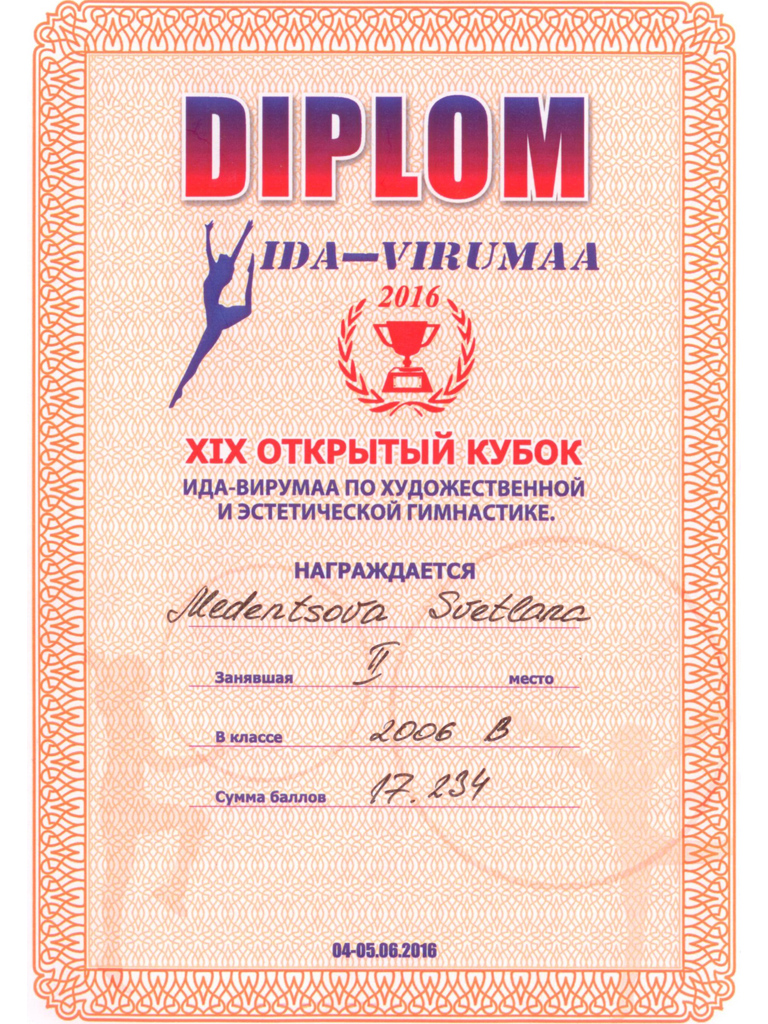 DIPLOM
IDA—VIRUMAA
2016
XIX ОТКРЫТЫЙ КУБОК
ИДА-ВИРУМАА ПО ХУДОЖЕСТВЕННОЙ
И ЭСТЕТИЧЕСКОЙ ГИМНАСТИКЕ.
НАГРАЖДАЕТСЯ
Medentsova Svetlana
Занявшая II место
В классе 2006 B
Сумма баллов 17.234
04-05.06.2016